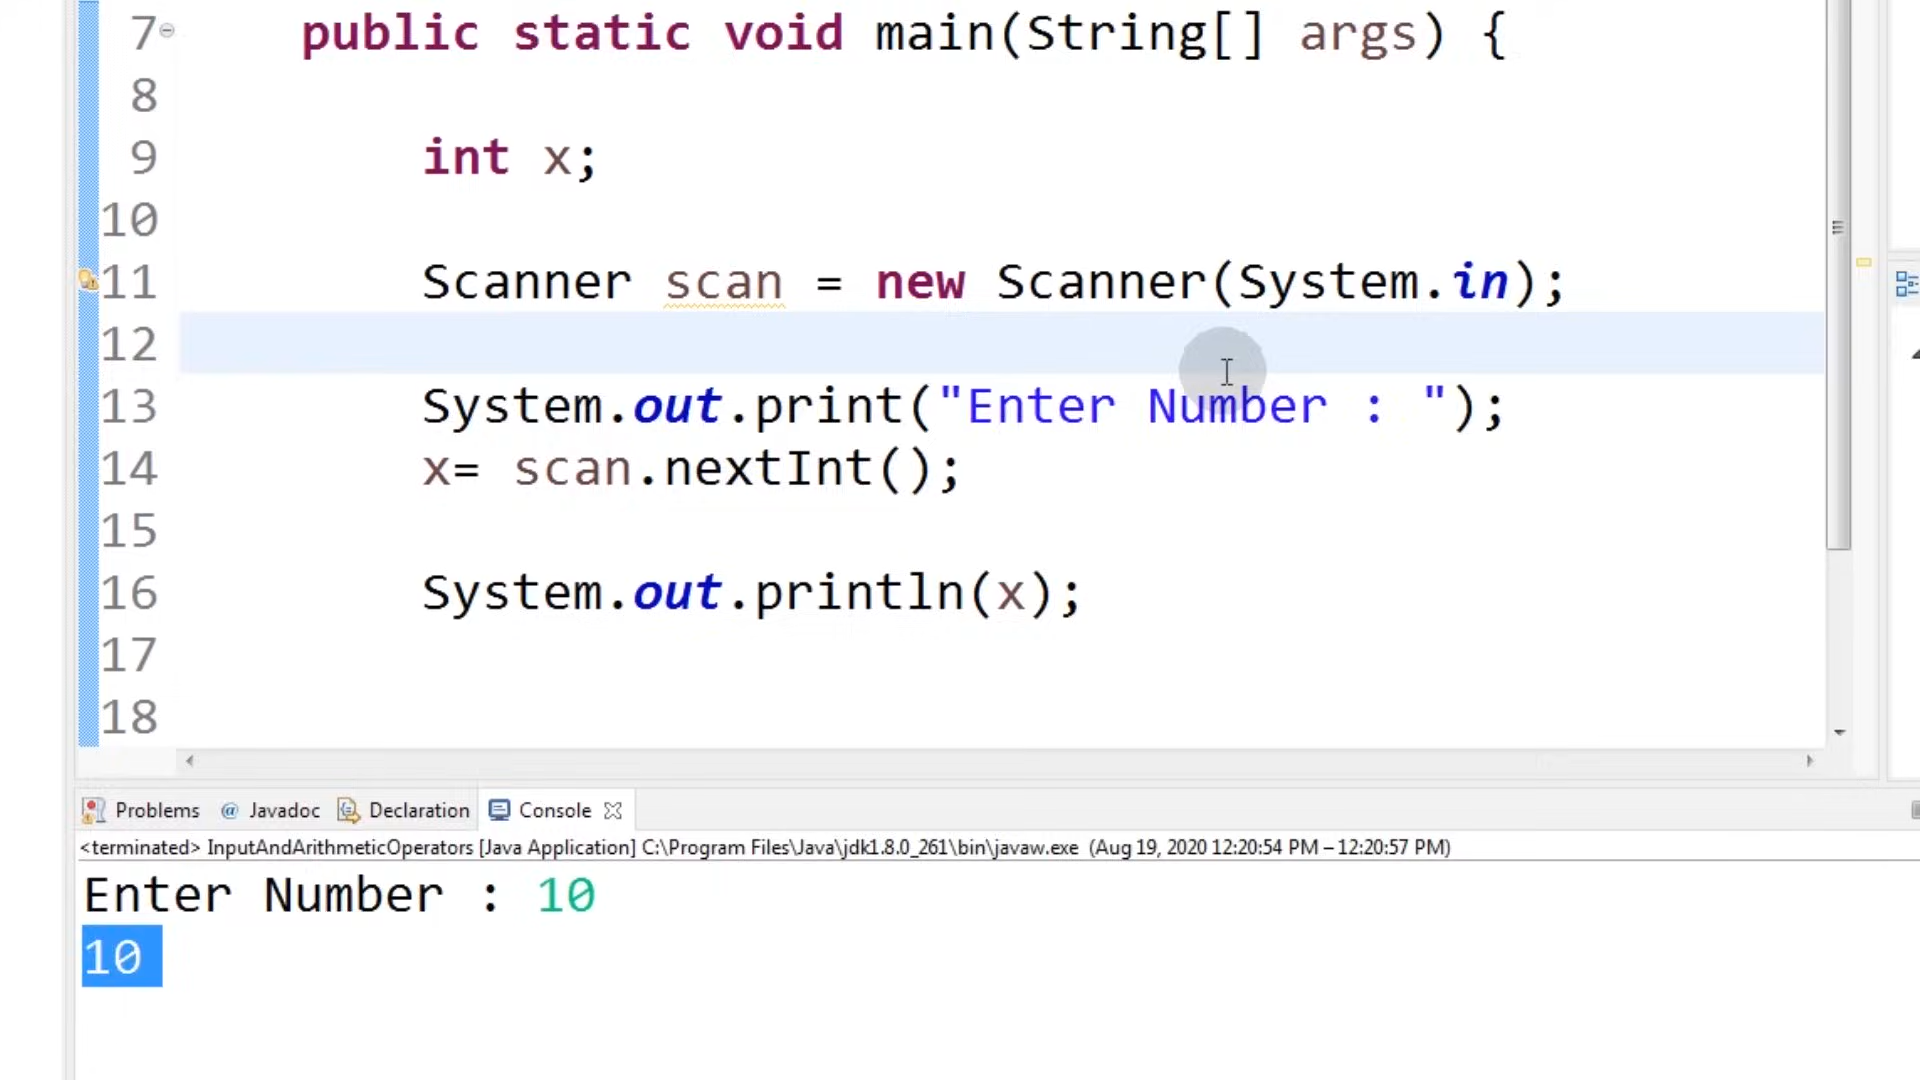 7 public static void main(String[] args) {
8
9 int x;
10
11 Scanner scan = new Scanner(System.in);
12
13 System.out.print("Enter Number : ");
14 x= scan.nextInt();
15
16 System.out.println(x);
17
18
Problems @ Javadoc Declaration Console
<terminated> InputAndArithmeticOperators [Java Application] C:\Program Files\Java\jdk1.8.0_261\bin\javaw.exe (Aug 19, 2020 12:20:54 PM – 12:20:57 PM)
Enter Number : 10
10